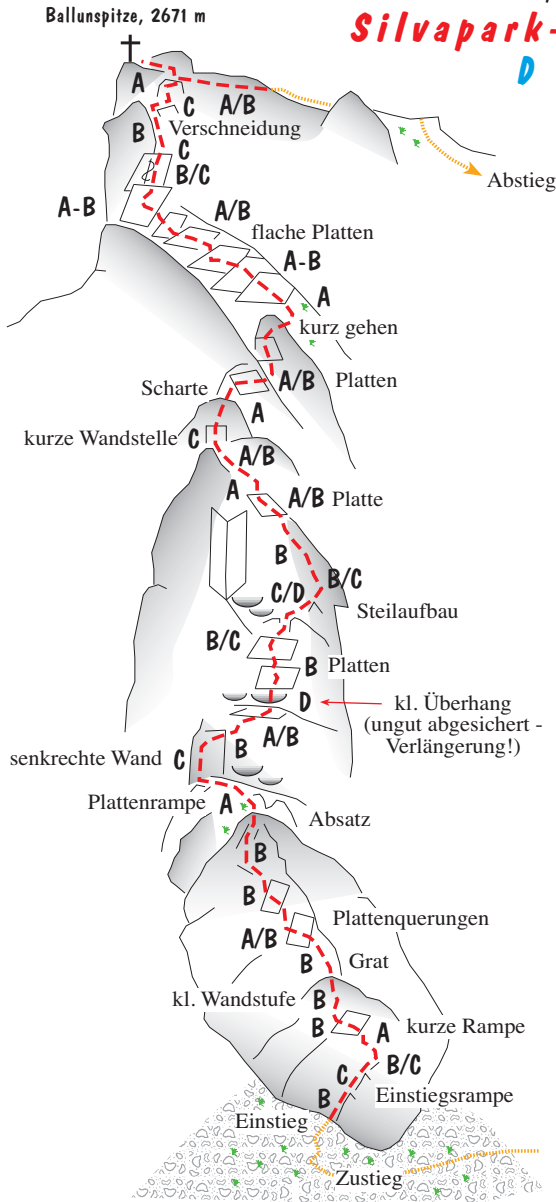 Ballunspitze, 2671 m
Silvapark-
D
A
A/B
C
Verschneidung
B
C
B/C
Abstieg
A-B
A/B
flache Platten
A-B
A
kurz gehen
A/B Platten
Scharte
A
kurze Wandstelle C
A/B
A
A/B Platte
B
B/C
C/D
Steilaufbau
B/C
B Platten
D
kl. Überhang
(ungut abgesichert -
Verlängerung!)
A/B
B
senkrechte Wand C
Plattenrampe A
Absatz
B
B
Plattenquerungen
A/B
B
Grat
kl. Wandstufe B
B
A kurze Rampe
B/C
C
Einstiegsrampe
B
Einstieg
Zustieg